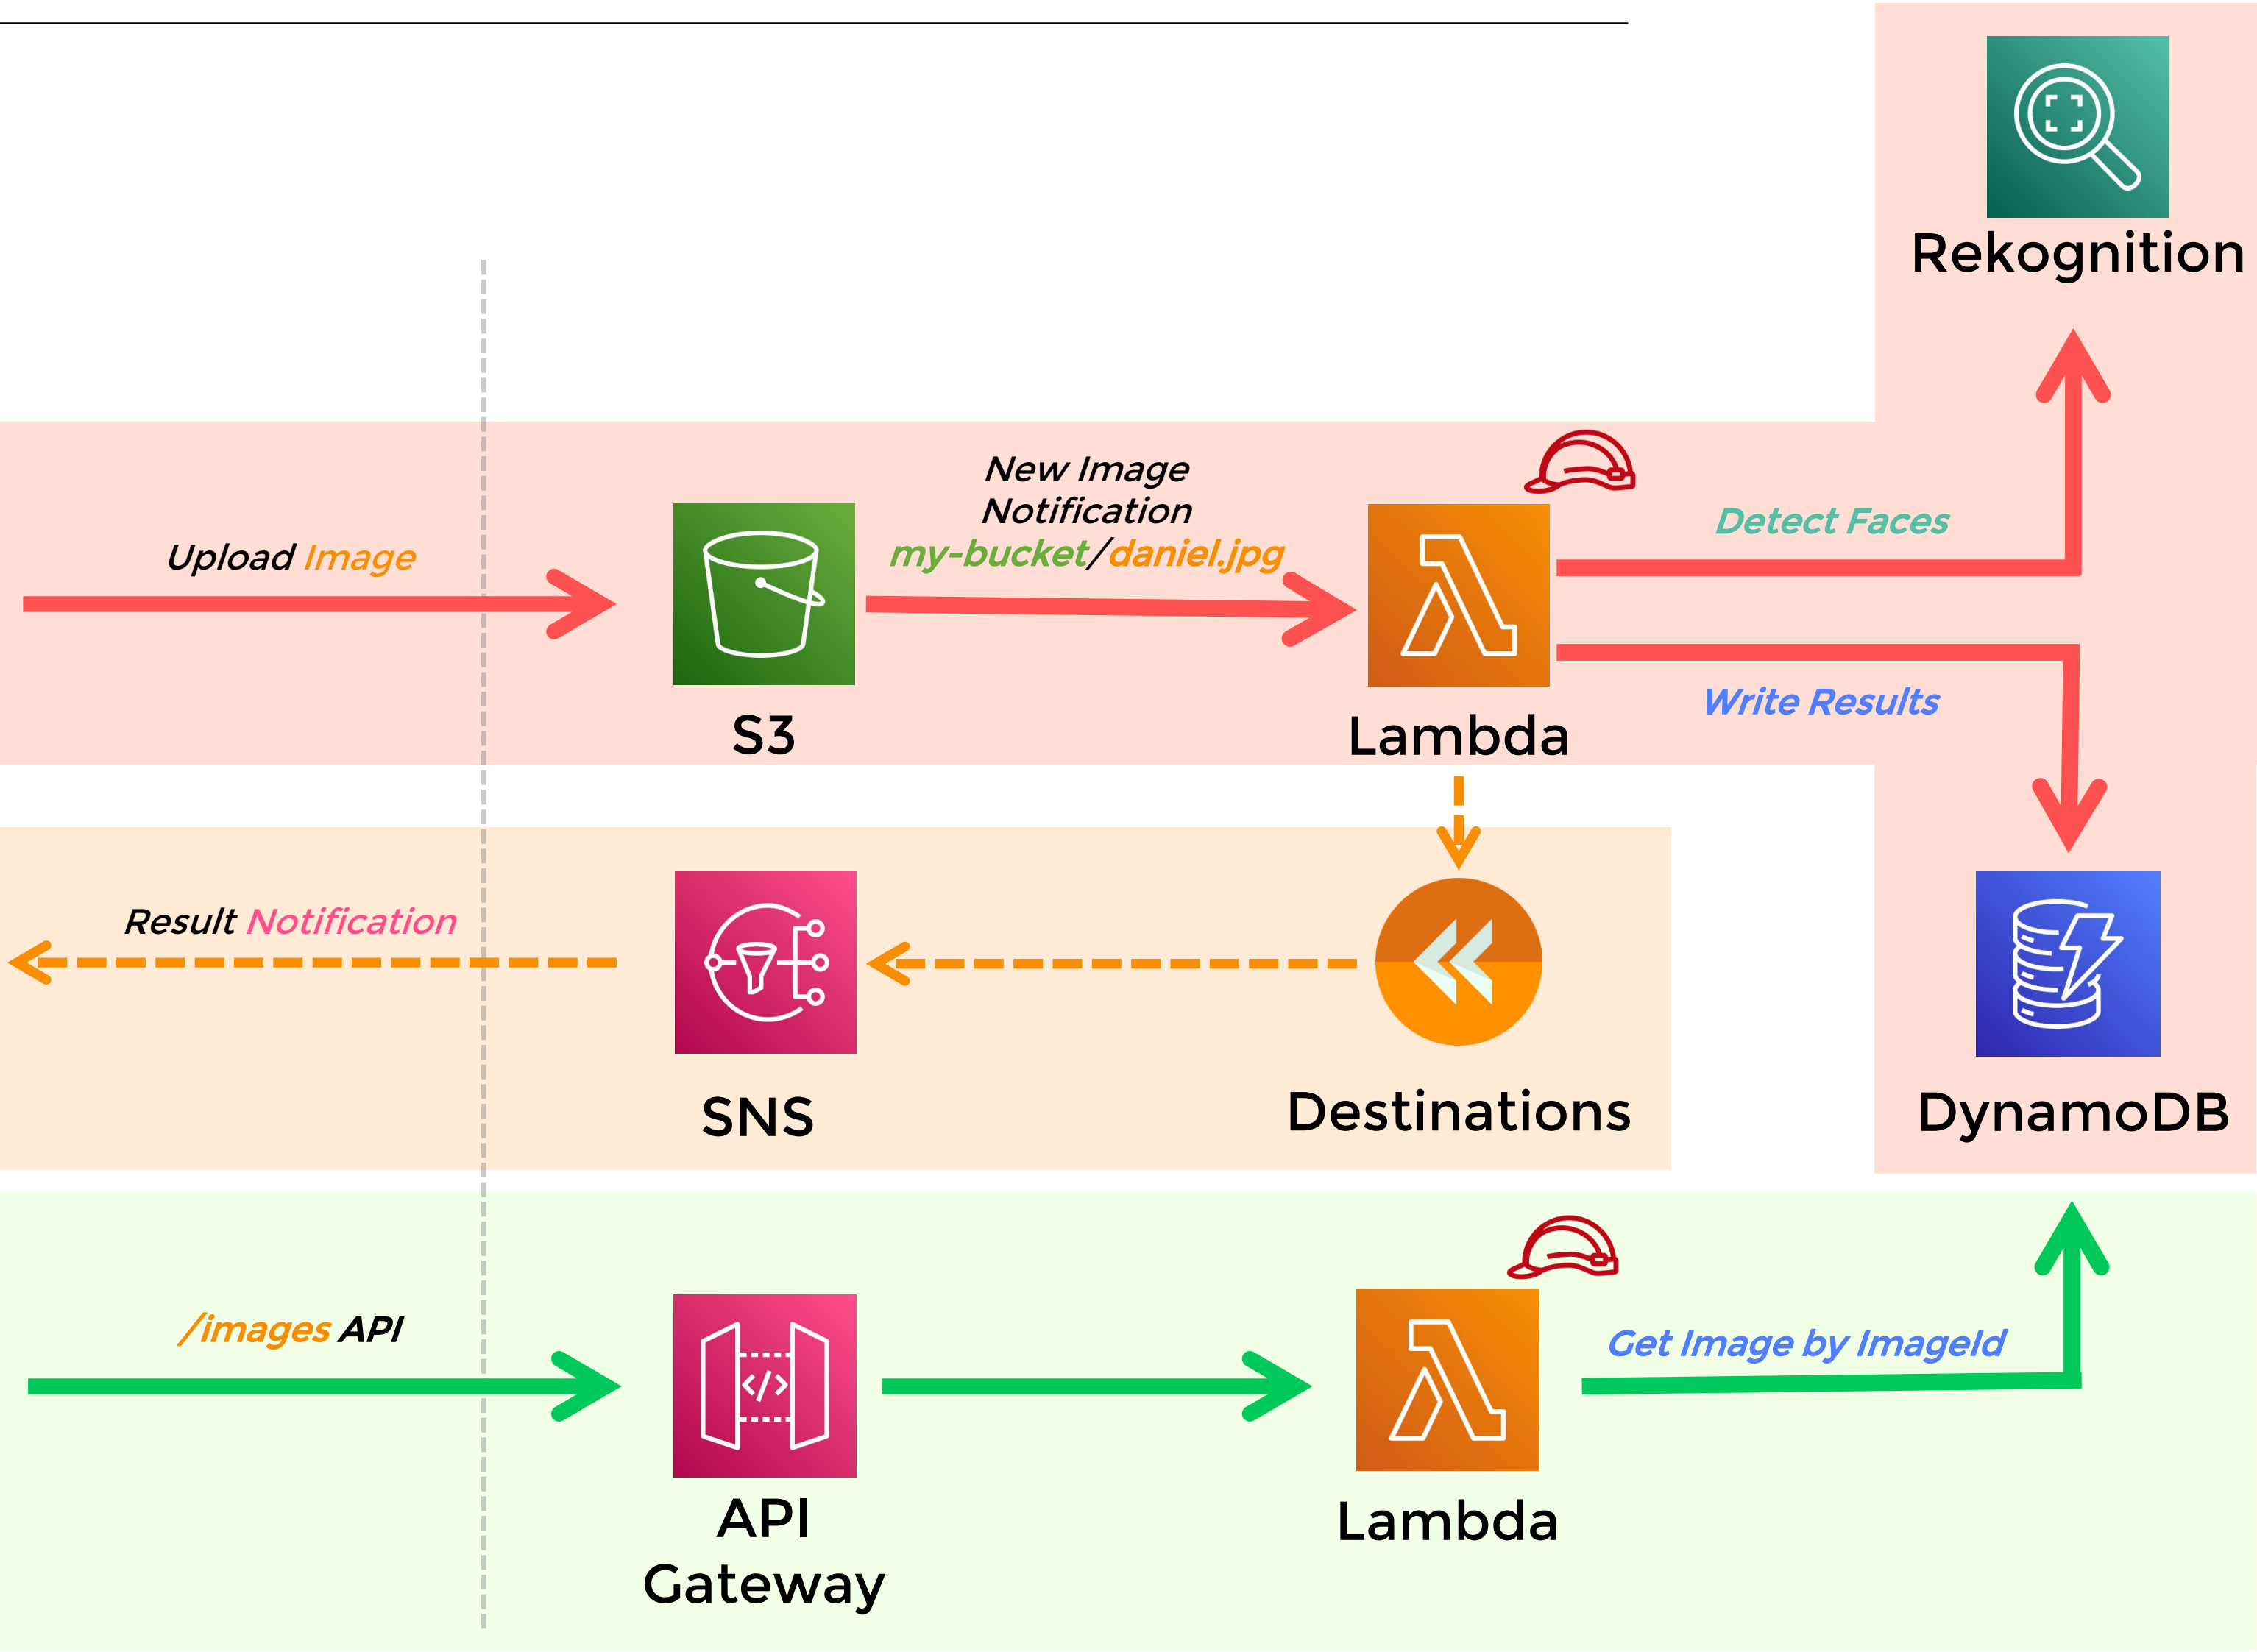 Rekognition
New Image
Notification
my-bucket/daniel.jpg
Upload Image
Detect Faces
Write Results
S3
Lambda
Result Notification
SNS
Destinations
DynamoDB
/images API
Get Image by ImageId
</>
API
Gateway
Lambda